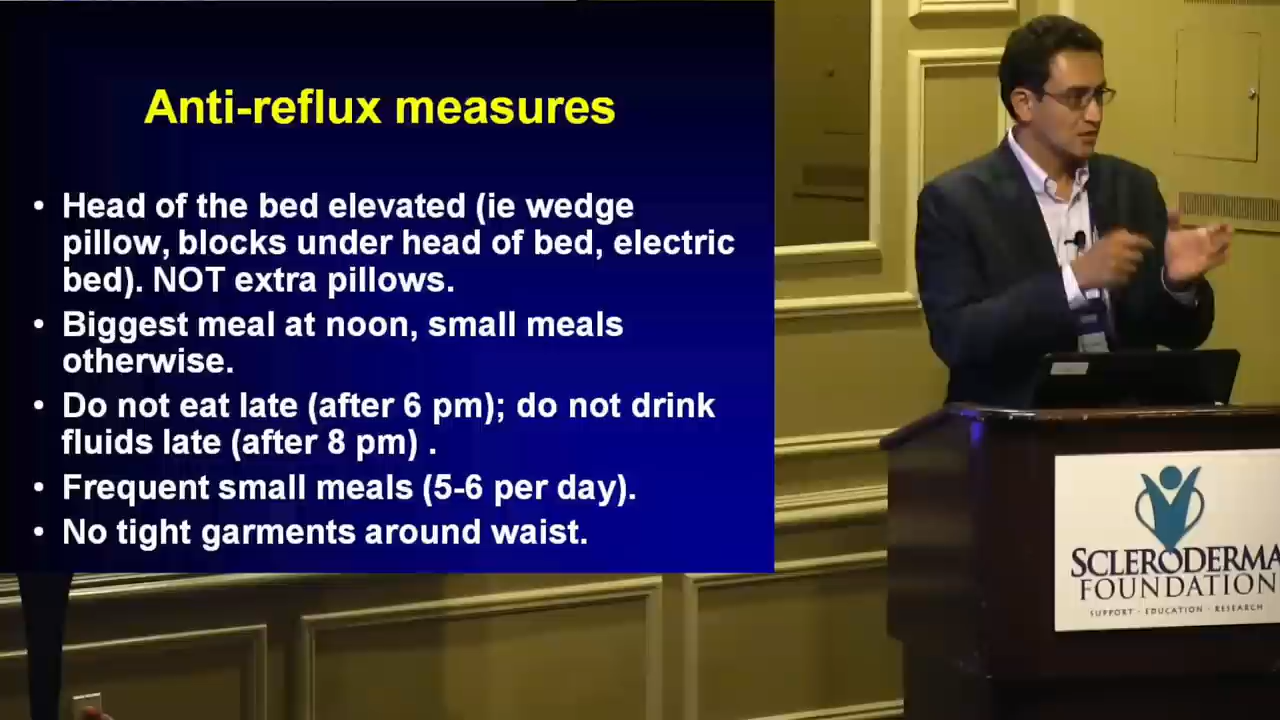 Anti-reflux measures
• Head of the bed elevated (ie wedge
pillow, blocks under head of bed, electric
bed). NOT extra pillows.
• Biggest meal at noon, small meals
otherwise.
• Do not eat late (after 6 pm); do not drink
fluids late (after 8 pm) .
• Frequent small meals (5-6 per day).
• No tight garments around waist.
SCLERODERMA
FOUNDATION
SUPPORT · EDUCATION · RESEARCH